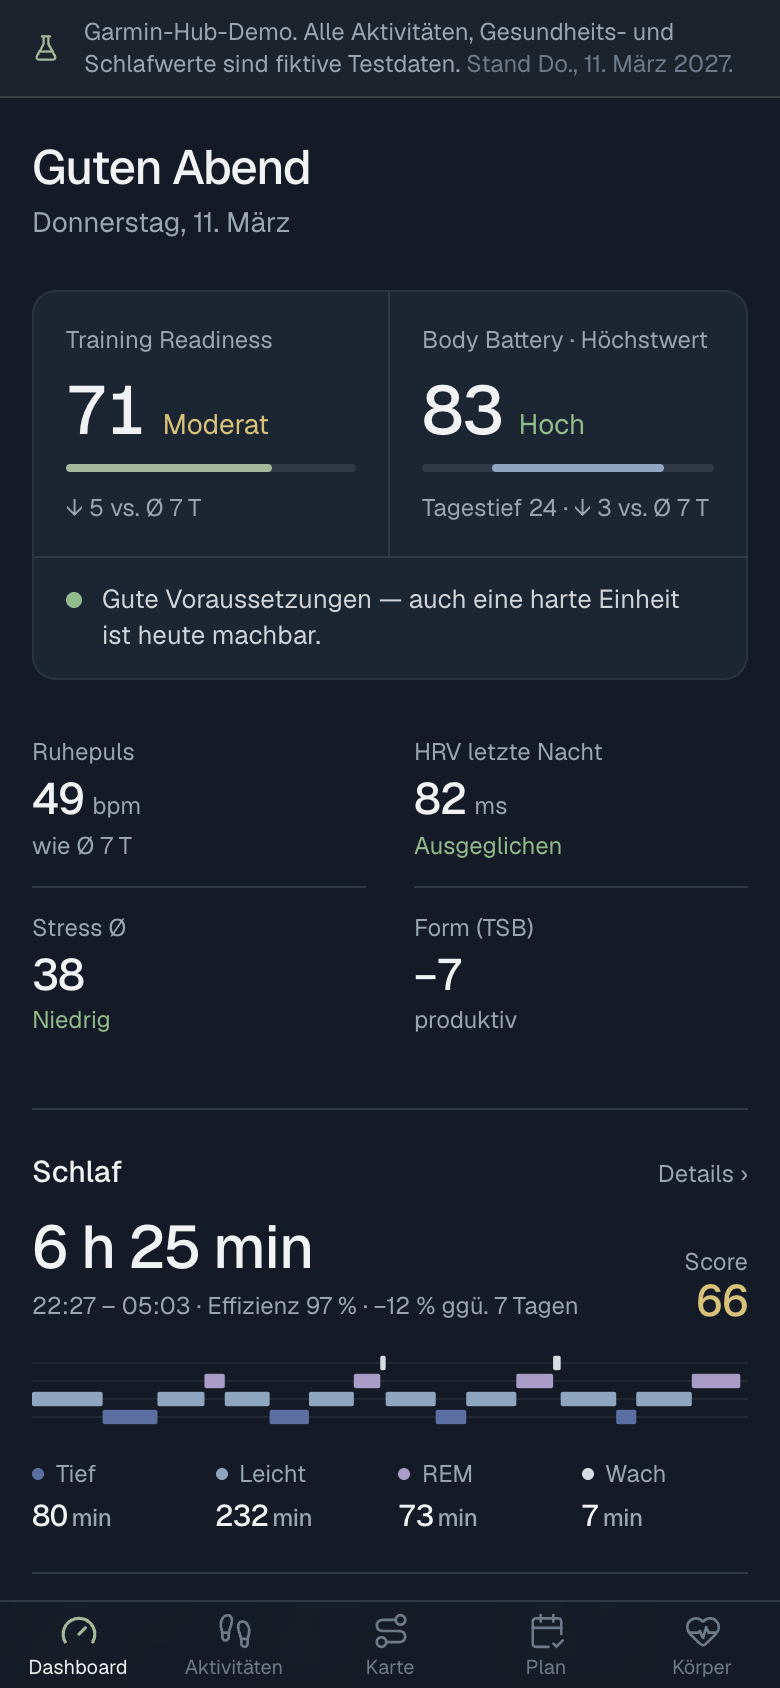 Garmin-Hub-Demo. Alle Aktivitäten, Gesundheits- und
Schlafwerte sind fiktive Testdaten. Stand Do., 11. März 2027.
Guten Abend
Donnerstag, 11. März
Training Readiness
71 Moderat
↓ 5 vs. Ø 7 T
Body Battery · Höchstwert
83 Hoch
Tagestief 24 · ↓ 3 vs. Ø 7 T
Gute Voraussetzungen — auch eine harte Einheit
ist heute machbar.
Ruhepuls
49 bpm
wie Ø 7 T
HRV letzte Nacht
82 ms
Ausgeglichen
Stress Ø
38
Niedrig
Form (TSB)
−7
produktiv
Schlaf
Details ›
6 h 25 min
22:27 – 05:03 · Effizienz 97 % · −12 % ggü. 7 Tagen
Score
66
Tief
80 min
Leicht
232 min
REM
73 min
Wach
7 min
Dashboard
Aktivitäten
Karte
Plan
Körper